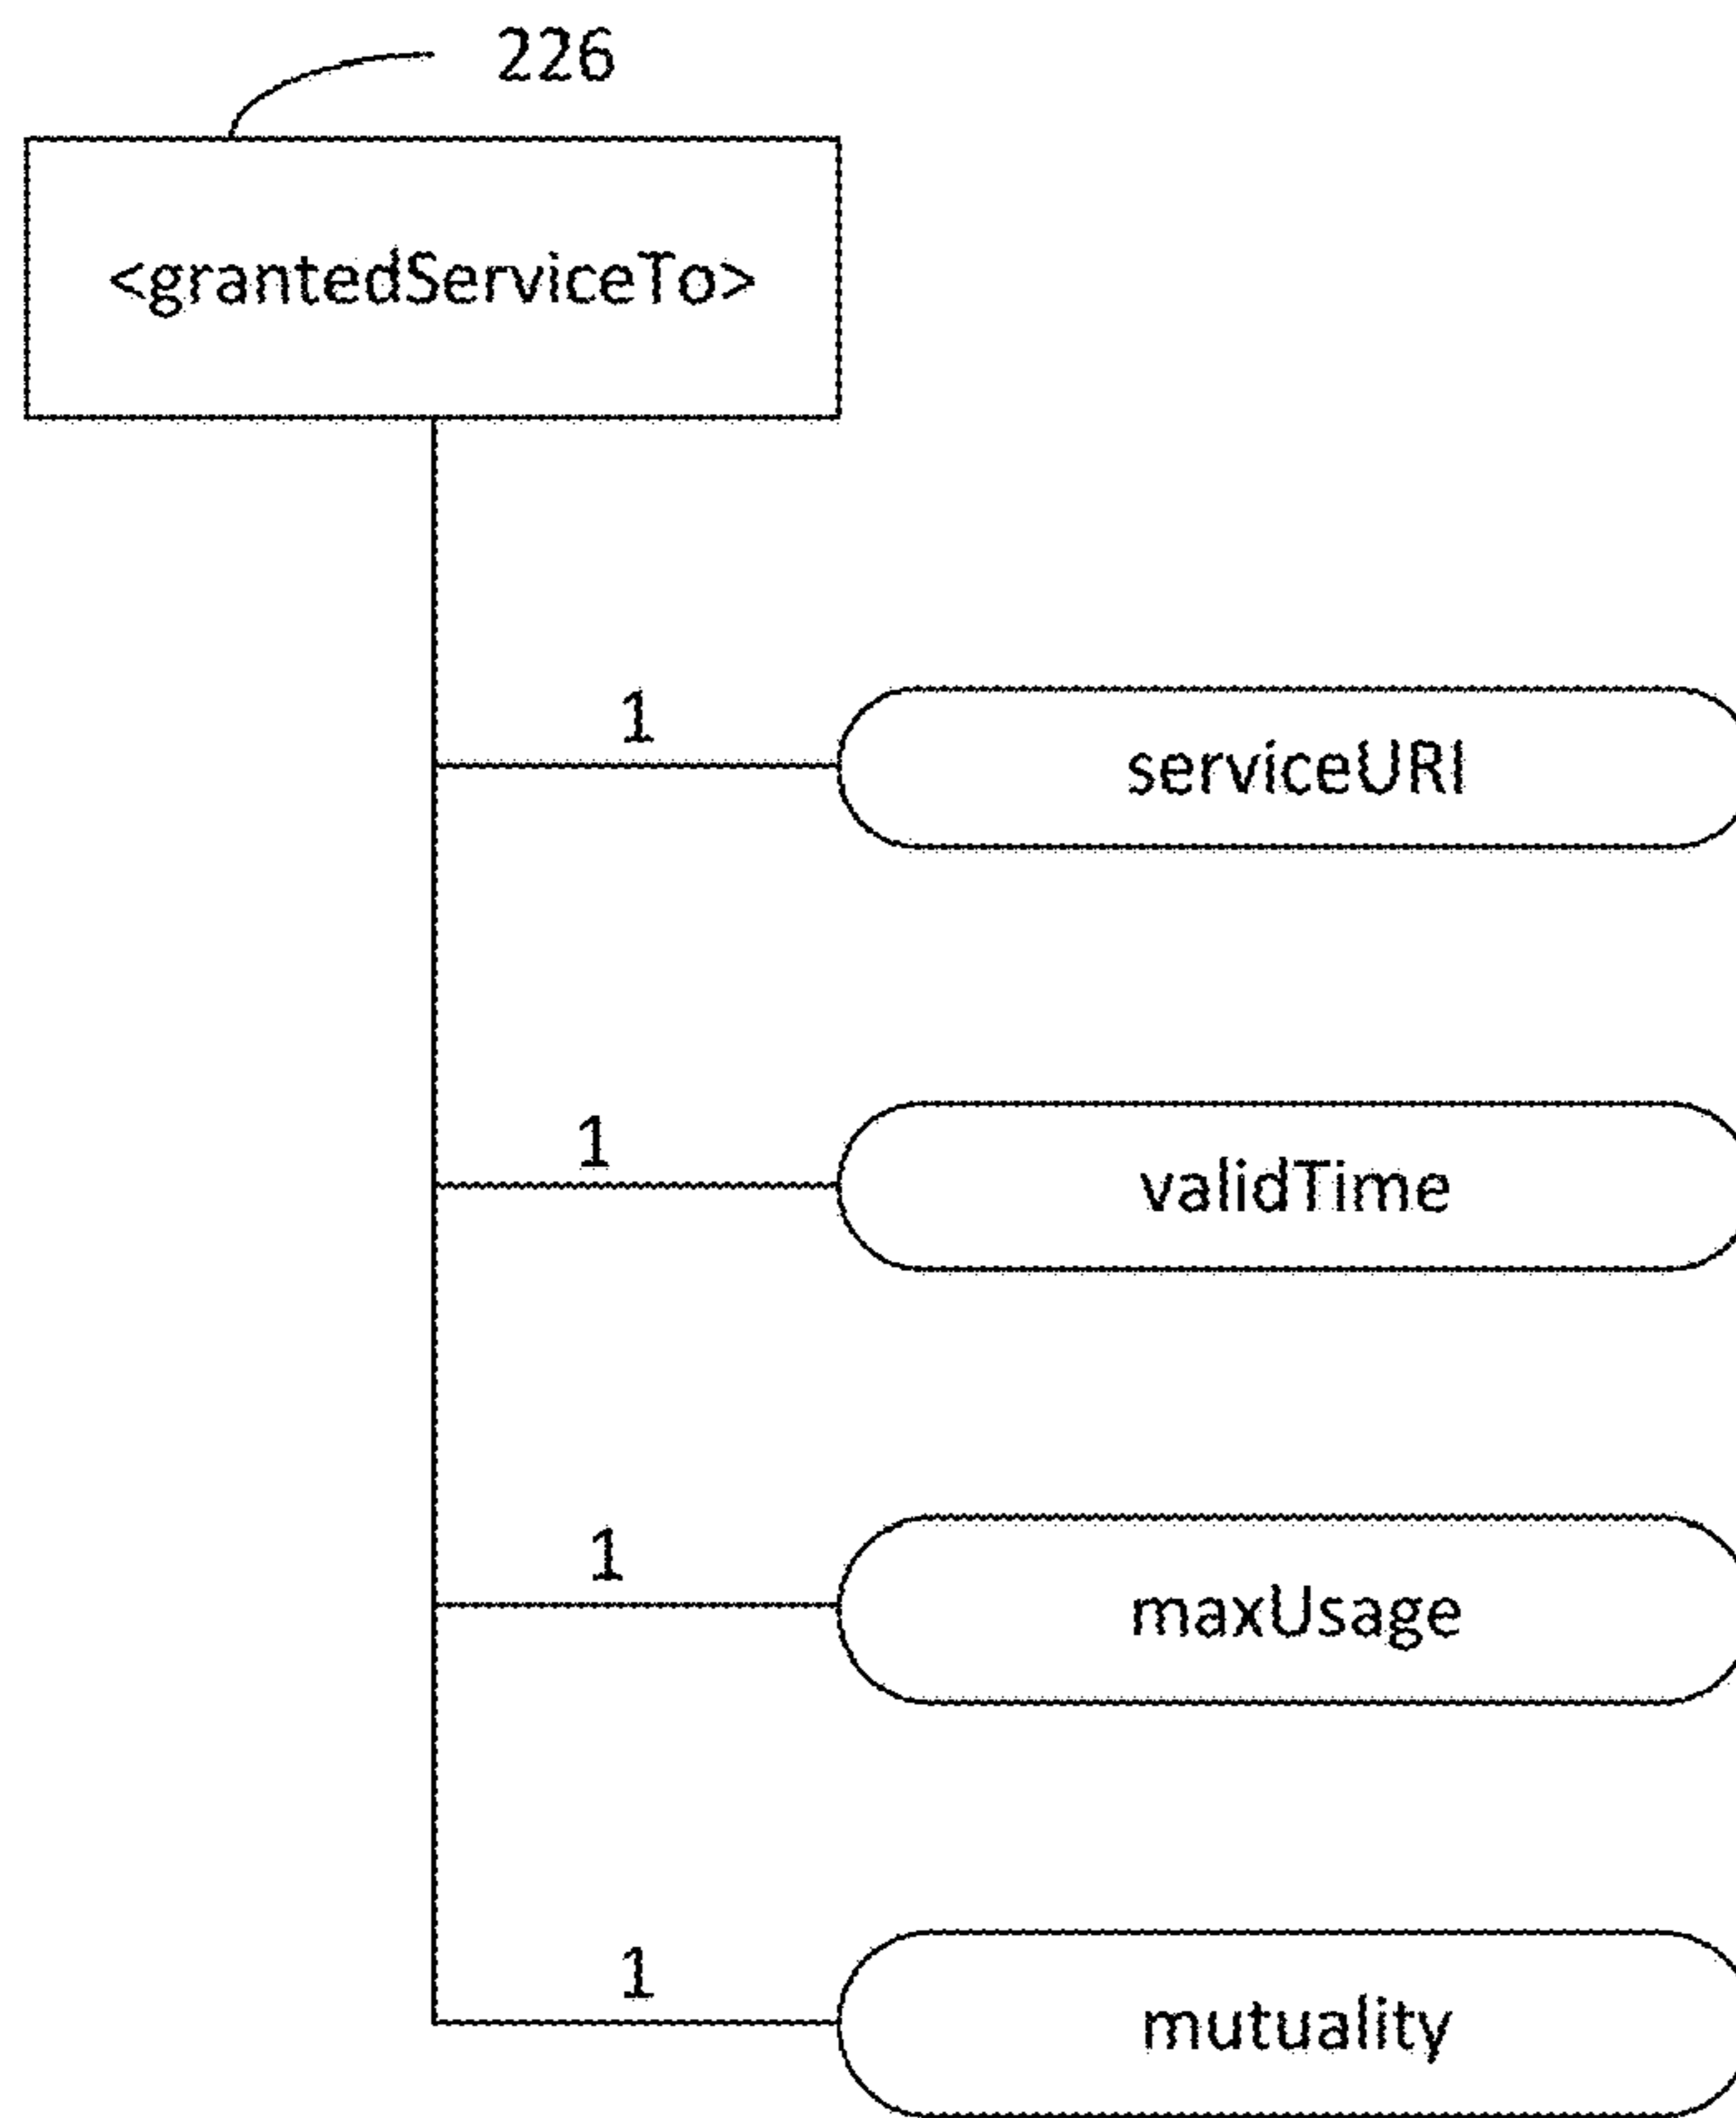 226
<grantedServiceTo>
1
serviceURI
1
validTime
1
maxUsage
1
mutuality